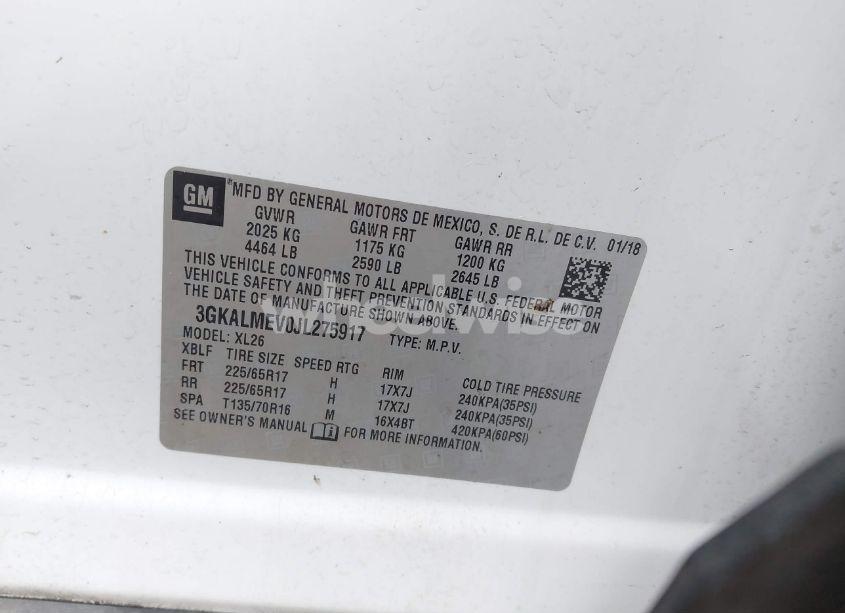 GM
*MFD BY GENERAL MOTORS DE MEXICO, S. DE R.L. DE C.V. 01/18
GVWR GAWR FRT GAWR RR
2025 KG 1175 KG 1200 KG
4464 LB 2590 LB 2645 LB
THIS VEHICLE CONFORMS TO ALL APPLICABLE U.S. FEDERAL MOTOR
VEHICLE SAFETY AND THEFT PREVENTION STANDARDS IN EFFECT ON
THE DATE OF MANUFACTURE SHOWN ABOVE.
3GKALMEV0JL275917 TYPE: M.P.V.
MODEL: XL26
XBLF TIRE SIZE SPEED RTG RIM COLD TIRE PRESSURE
FRT 225/65R17 H 17X7J 240KPA(35PSI)
RR 225/65R17 H 17X7J 240KPA(35PSI)
SPA T135/70R16 M 16X4BT 420KPA(60PSI)
SEE OWNER'S MANUAL FOR MORE INFORMATION.
wheelwise